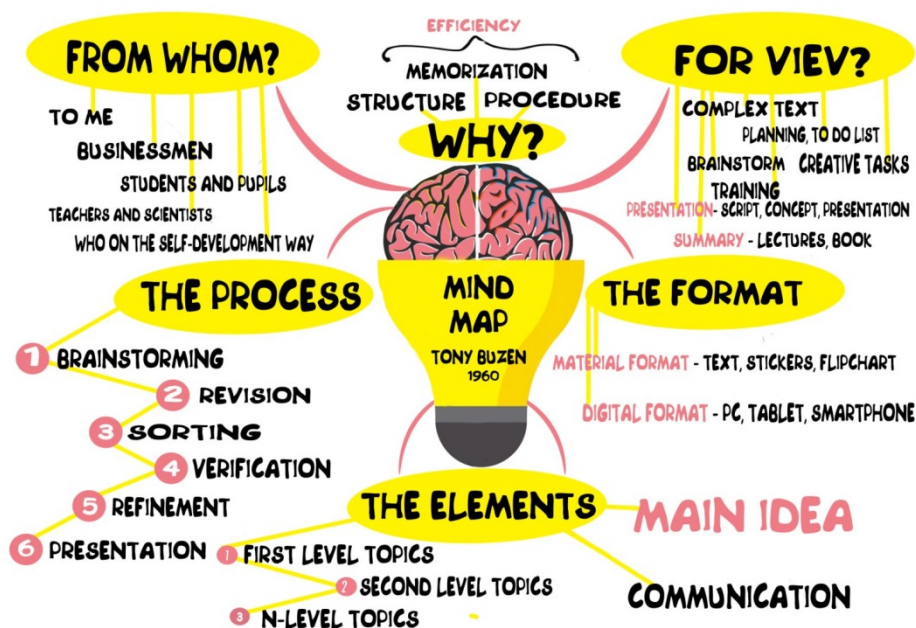 FROM WHOM?
TO ME
BUSINESSMEN
STUDENTS AND PUPILS
TEACHERS AND SCIENTISTS
WHO ON THE SELF-DEVELOPMENT WAY
EFFICIENCY
MEMORIZATION
STRUCTURE PROCEDURE
WHY?
FOR VIEV?
COMPLEX TEXT
PLANNING, TO DO LIST
BRAINSTORM CREATIVE TASKS
TRAINING
PRESENTATION- SCRIPT, CONCEPT, PRESENTATION
SUMMARY - LECTURES, BOOK
MIND
MAP
TONY BUZEN
1960
THE PROCESS
1 BRAINSTORMING
2 REVISION
3 SORTING
4 VERIFICATION
5 REFINEMENT
6 PRESENTATION
THE FORMAT
MATERIAL FORMAT - TEXT, STICKERS, FLIPCHART
DIGITAL FORMAT - PC, TABLET, SMARTPHONE
THE ELEMENTS
1 FIRST LEVEL TOPICS
2 SECOND LEVEL TOPICS
3 N-LEVEL TOPICS
MAIN IDEA
COMMUNICATION